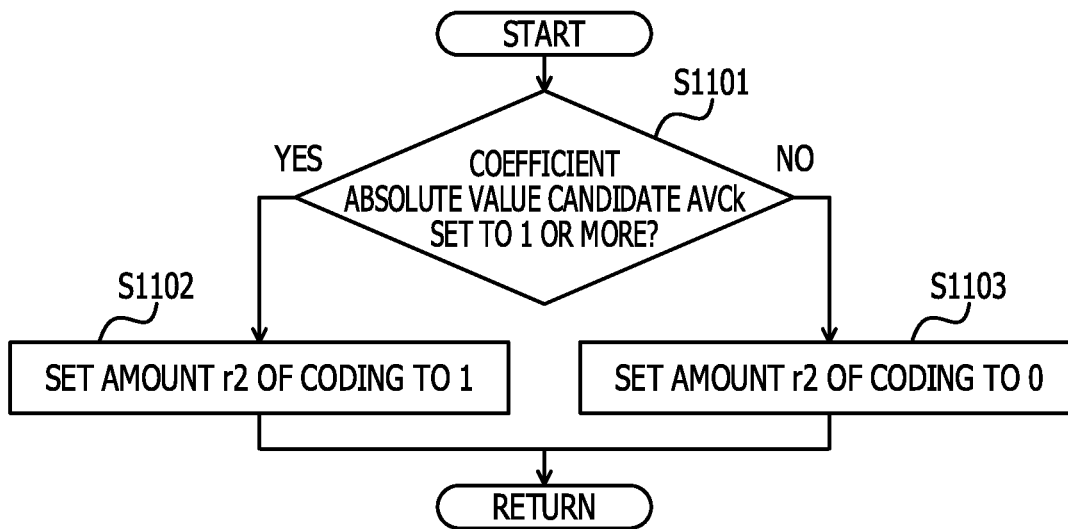 START
S1101
YES
NO
COEFFICIENT
ABSOLUTE VALUE CANDIDATE AVCk
SET TO 1 OR MORE?
S1102
S1103
SET AMOUNT r2 OF CODING TO 1
SET AMOUNT r2 OF CODING TO 0
RETURN